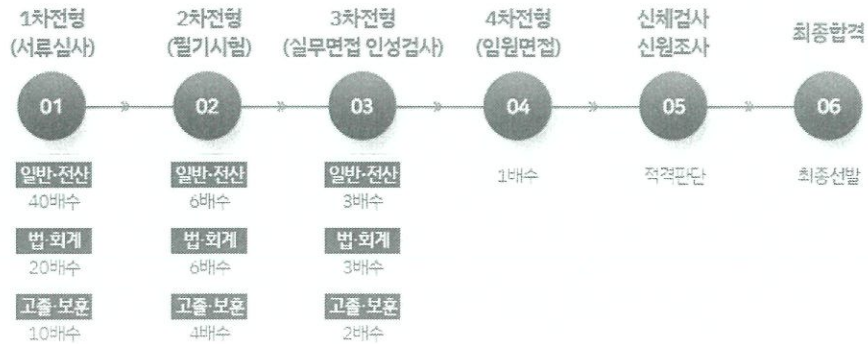 1차전형 2차전형 3차전형 4차전형 신체검사 최종합격
(서류심사) (필기시험) (실무면접 인성검사) (임원면접) 신원조사
01 » 02 » 03 » 04 » 05 » 06
일반·전산 일반·전산 일반·전산 1배수 적격판단 최종선발
40배수 6배수 3배수
법·회계 법·회계 법·회계
20배수 6배수 3배수
고졸·보훈 고졸·보훈 고졸·보훈
10배수 4배수 2배수